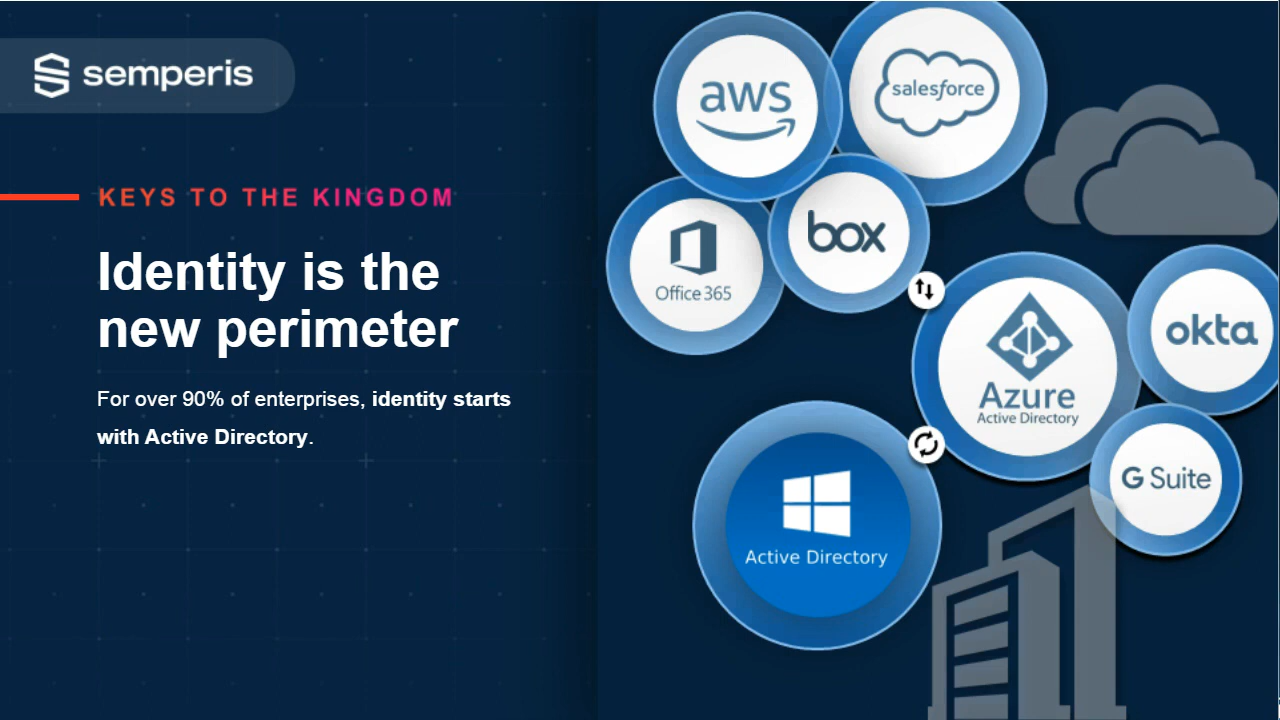 semperis
KEYS TO THE KINGDOM
Identity is the
new perimeter
For over 90% of enterprises, identity starts
with Active Directory.
aws
salesforce
Office 365
box
Azure
Active Directory
okta
G Suite
Active Directory